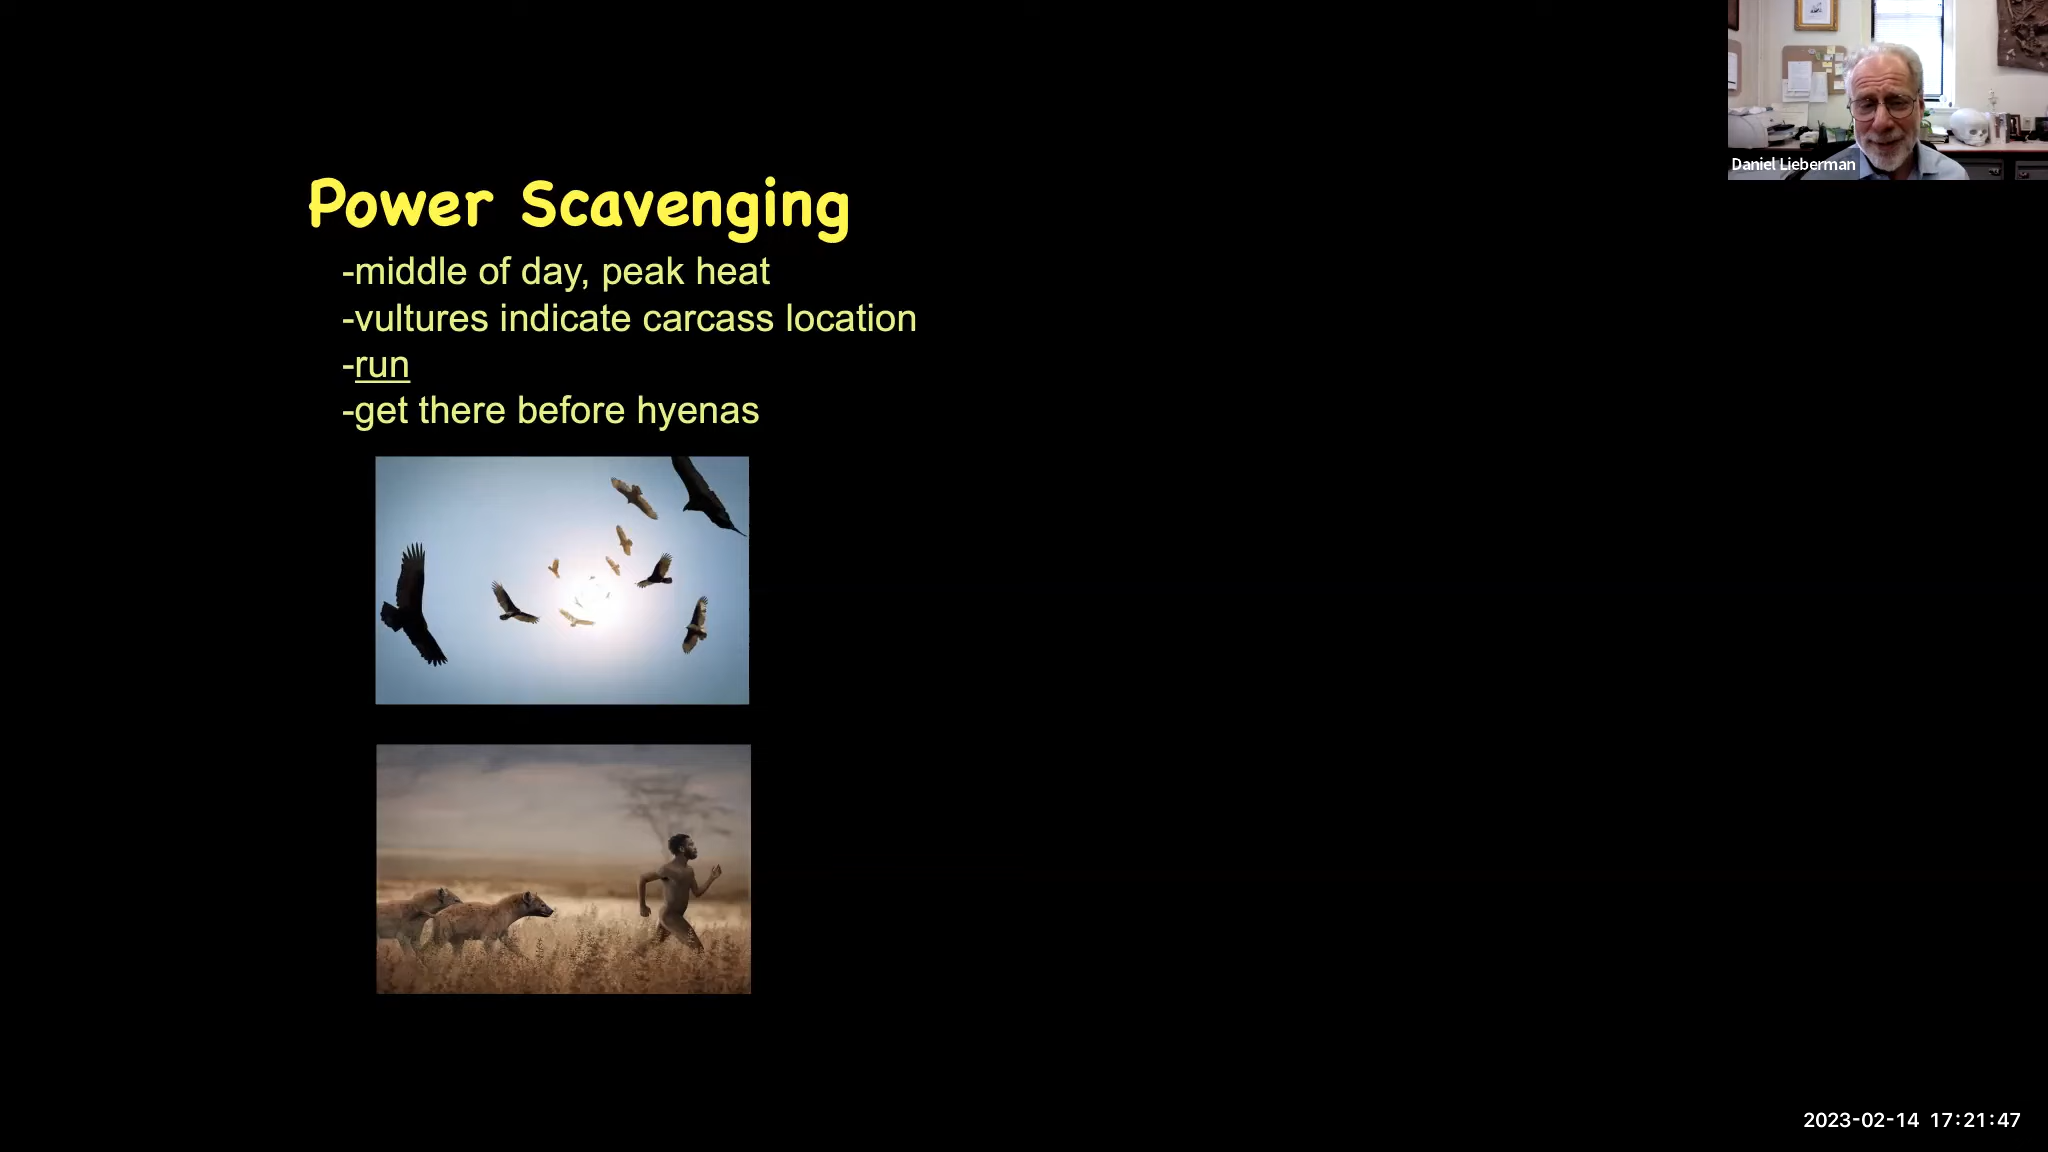 Power Scavenging
-middle of day, peak heat
-vultures indicate carcass location
-run
-get there before hyenas
Daniel Lieberman
2023-02-14 17:21:47